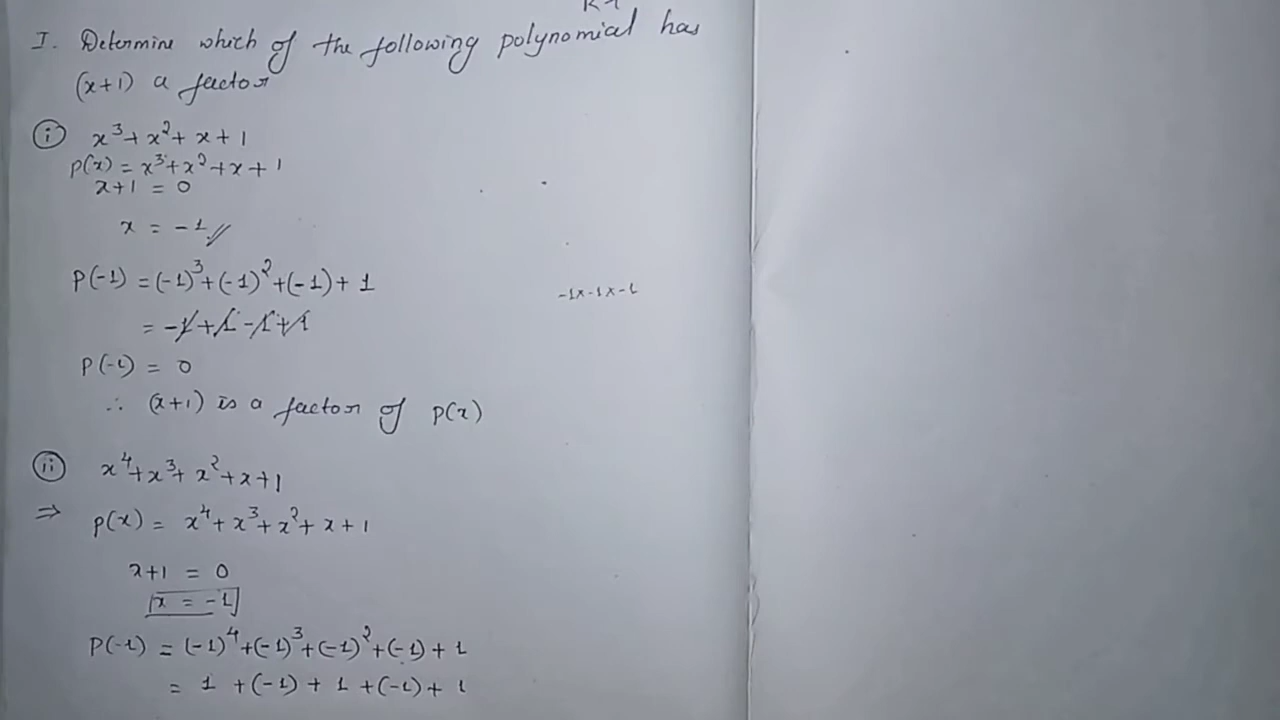 I. Determine which of the following polynomial has
(x+1) a factor
(i) x³ + x² + x + 1
P(x) = x³ + x² + x + 1
x+1 = 0
x = -1
P(-1) = (-1)³ + (-1)² + (-1) + 1
-1 x -1 x -1
= -1 + 1 - 1 + 1
P(-1) = 0
∴ (x+1) is a factor of P(x)
(ii) x⁴ + x³ + x² + x + 1
⇒ P(x) = x⁴ + x³ + x² + x + 1
x+1 = 0
x = -1
P(-1) = (-1)⁴ + (-1)³ + (-1)² + (-1) + 1
= 1 + (-1) + 1 + (-1) + 1